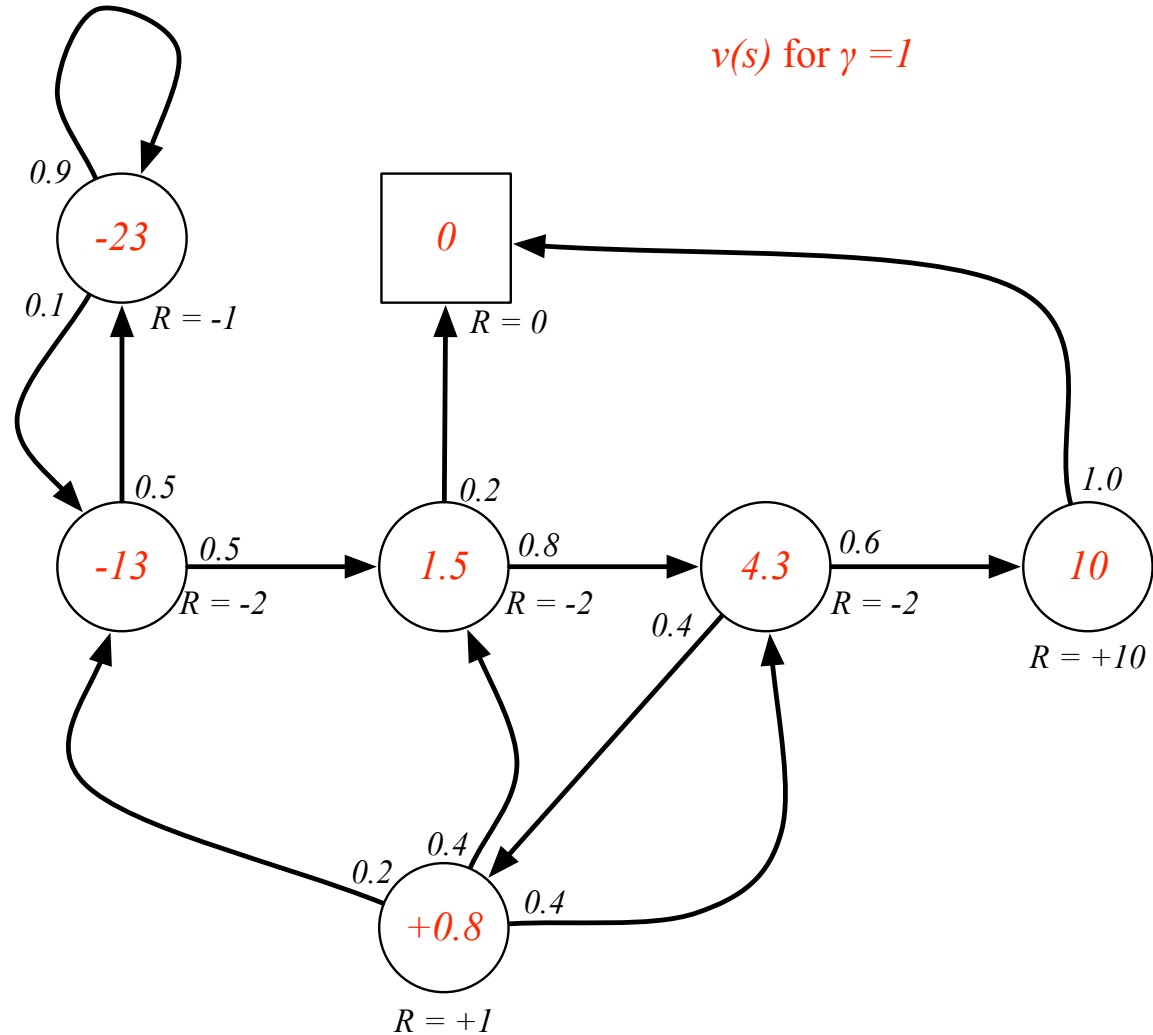 v(s) for γ =1
0.9
-23
0
0.1
R = -1
R = 0
0.5
0.2
1.0
-13
0.5
1.5
0.8
4.3
0.6
10
R = -2
R = -2
0.4
R = -2
R = +10
0.2
0.4
+0.8
0.4
R = +1